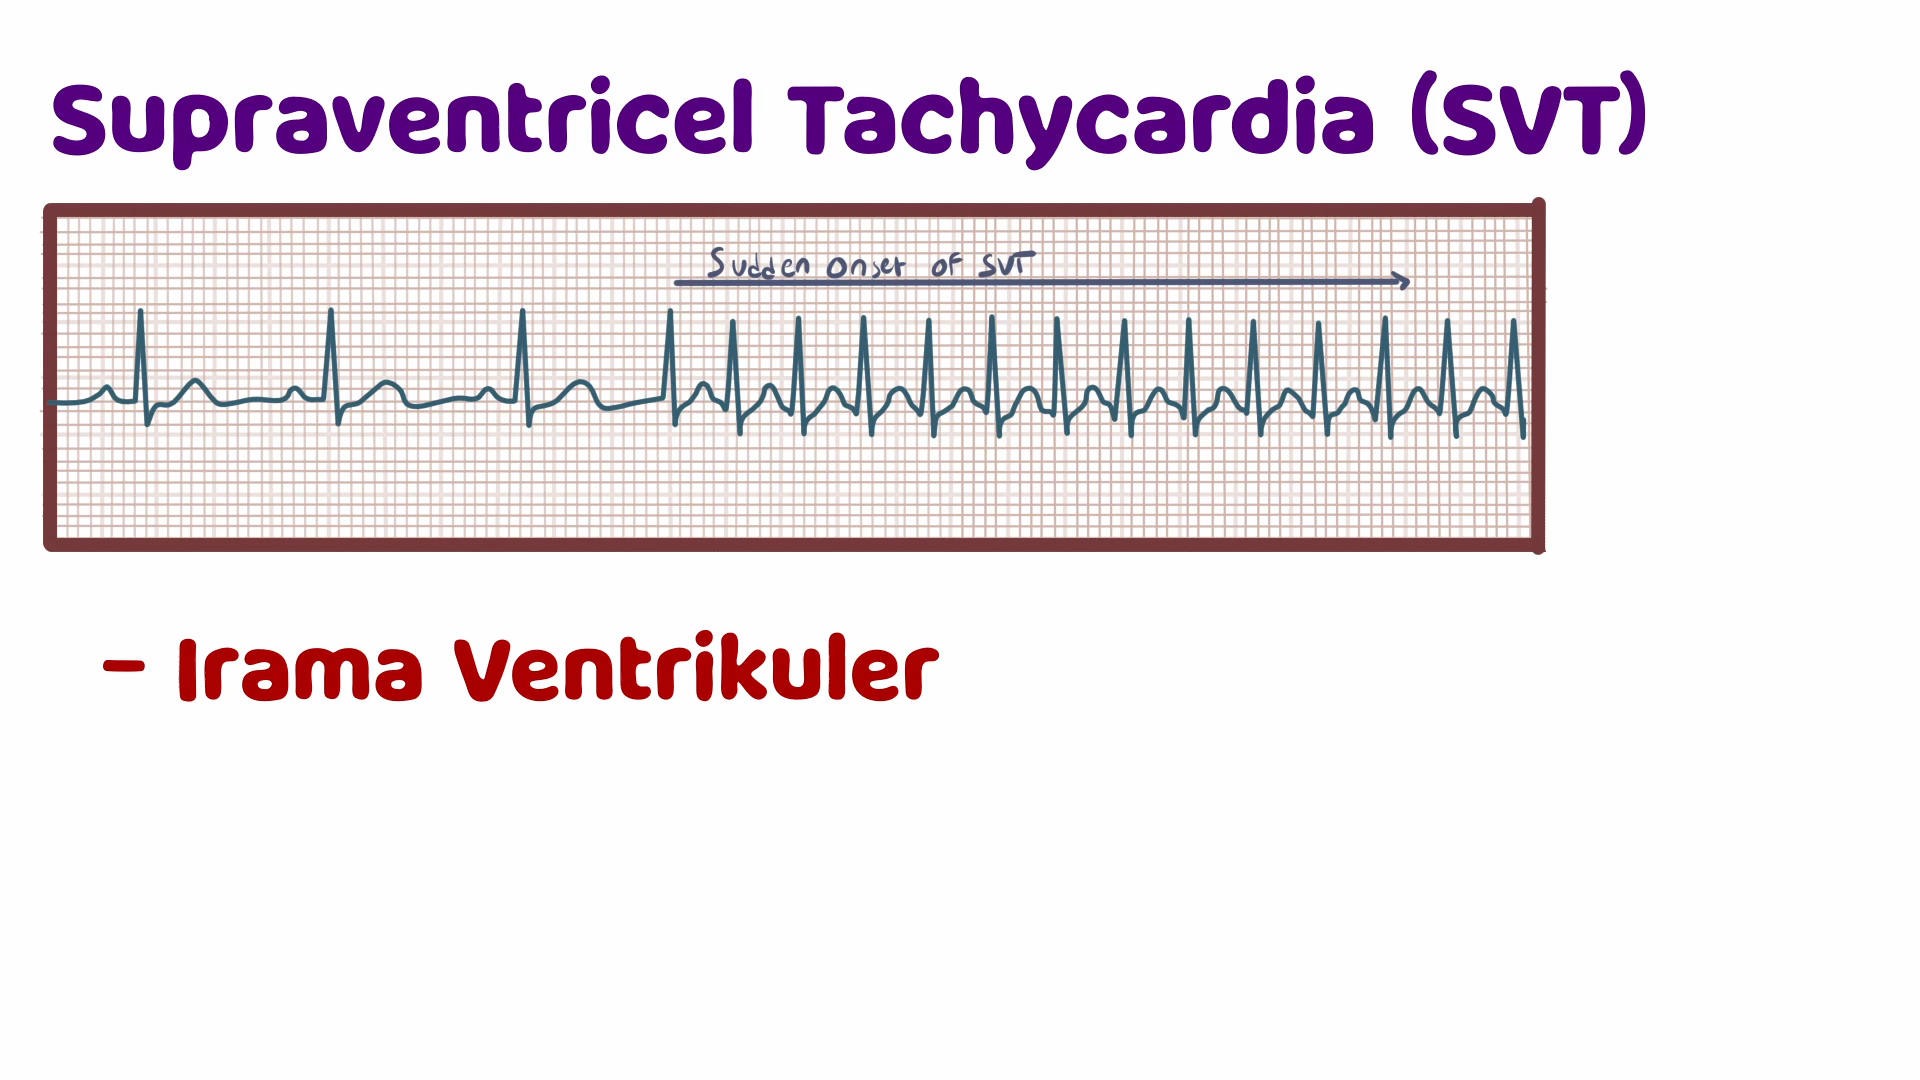 Supraventricel Tachycardia (SVT)
Sudden onset of SVT
- Irama Ventrikuler